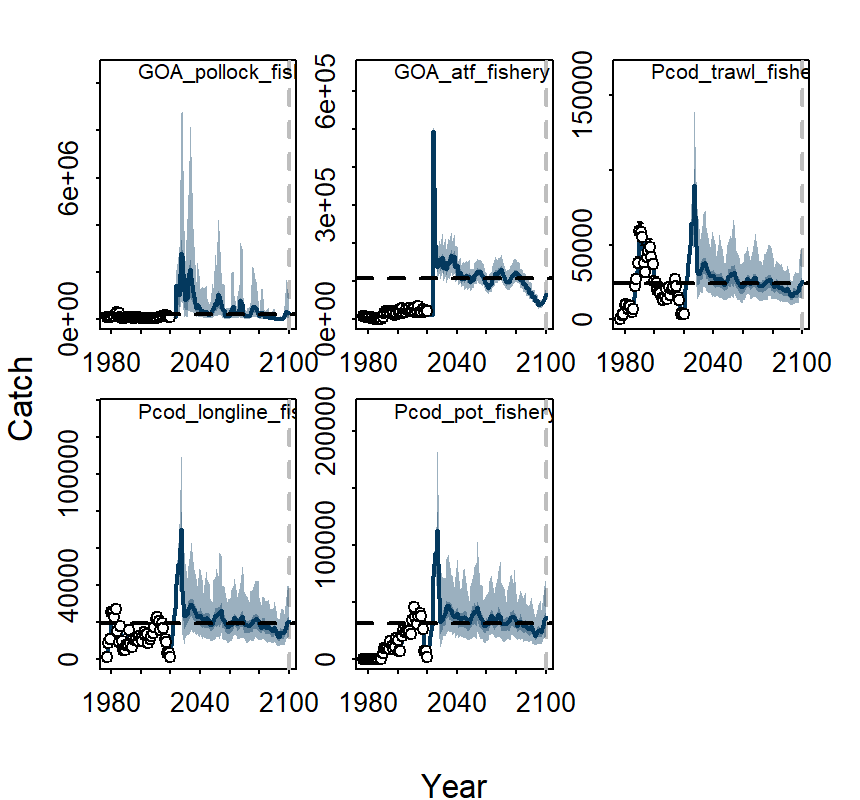 GOA_pollock_fisl
0e+00
6e+06
1980 2040 2100
GOA_atf_fishery
0e+00
3e+05
6e+05
1980 2040 2100
Pcod_trawl_fishe
0
50000
150000
1980 2040 2100
Pcod_longline_fis
0
40000
100000
1980 2040 2100
Pcod_pot_fishery
0
100000
200000
1980 2040 2100
Catch
Year